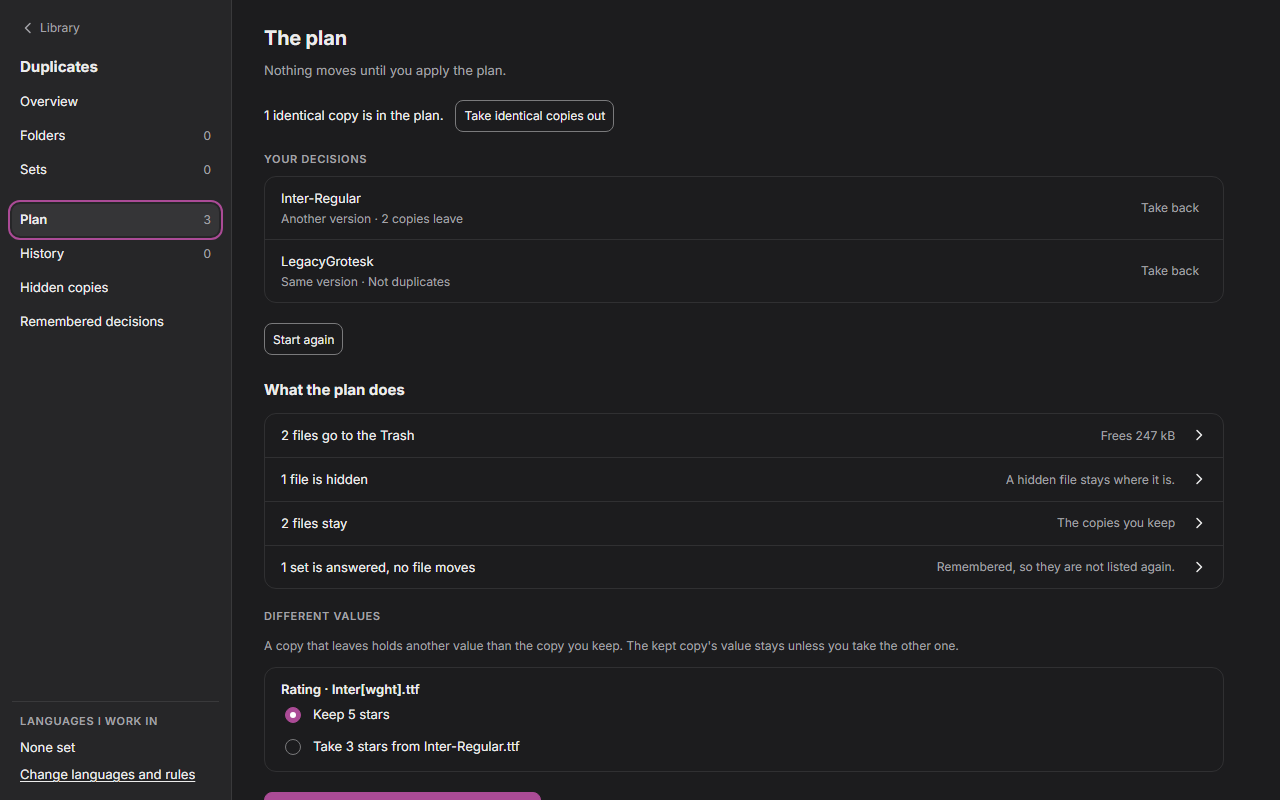 Library
Duplicates
Overview
Folders 0
Sets 0
Plan 3
History 0
Hidden copies
Remembered decisions
LANGUAGES I WORK IN
None set
Change languages and rules
The plan
Nothing moves until you apply the plan.
1 identical copy is in the plan. Take identical copies out
YOUR DECISIONS
Inter-Regular
Another version · 2 copies leave
Take back
LegacyGrotesk
Same version · Not duplicates
Take back
Start again
What the plan does
2 files go to the Trash Frees 247 kB
1 file is hidden A hidden file stays where it is.
2 files stay The copies you keep
1 set is answered, no file moves Remembered, so they are not listed again.
DIFFERENT VALUES
A copy that leaves holds another value than the copy you keep. The kept copy's value stays unless you take the other one.
Rating · Inter[wght].ttf
Keep 5 stars
Take 3 stars from Inter-Regular.ttf